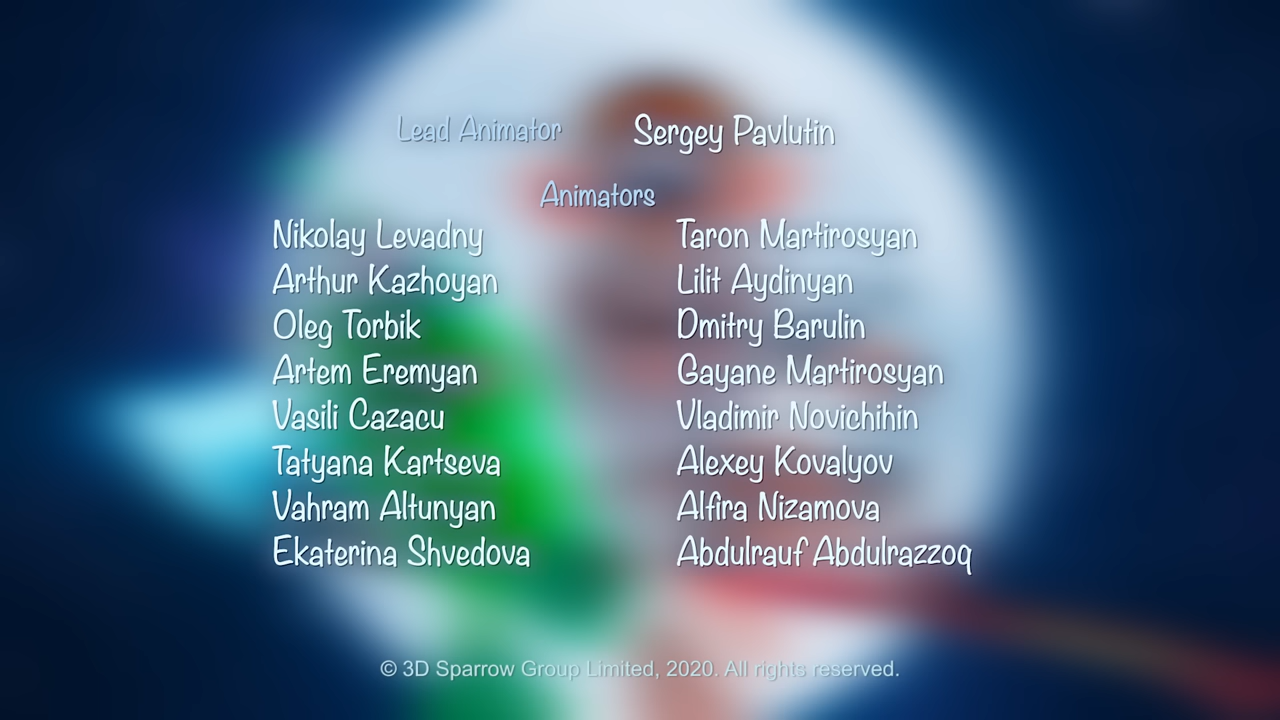 Lead Animator Sergey Pavlutin
Animators
Nikolay Levadny Taron Martirosyan
Arthur Kazhoyan Lilit Aydinyan
Oleg Torbik Dmitry Barulin
Artem Eremyan Gayane Martirosyan
Vasili Cazacu Vladimir Novichihin
Tatyana Kartseva Alexey Kovalyov
Vahram Altunyan Alfira Nizamova
Ekaterina Shvedova Abdulrauf Abdulrazzoq
© 3D Sparrow Group Limited, 2020. All rights reserved.